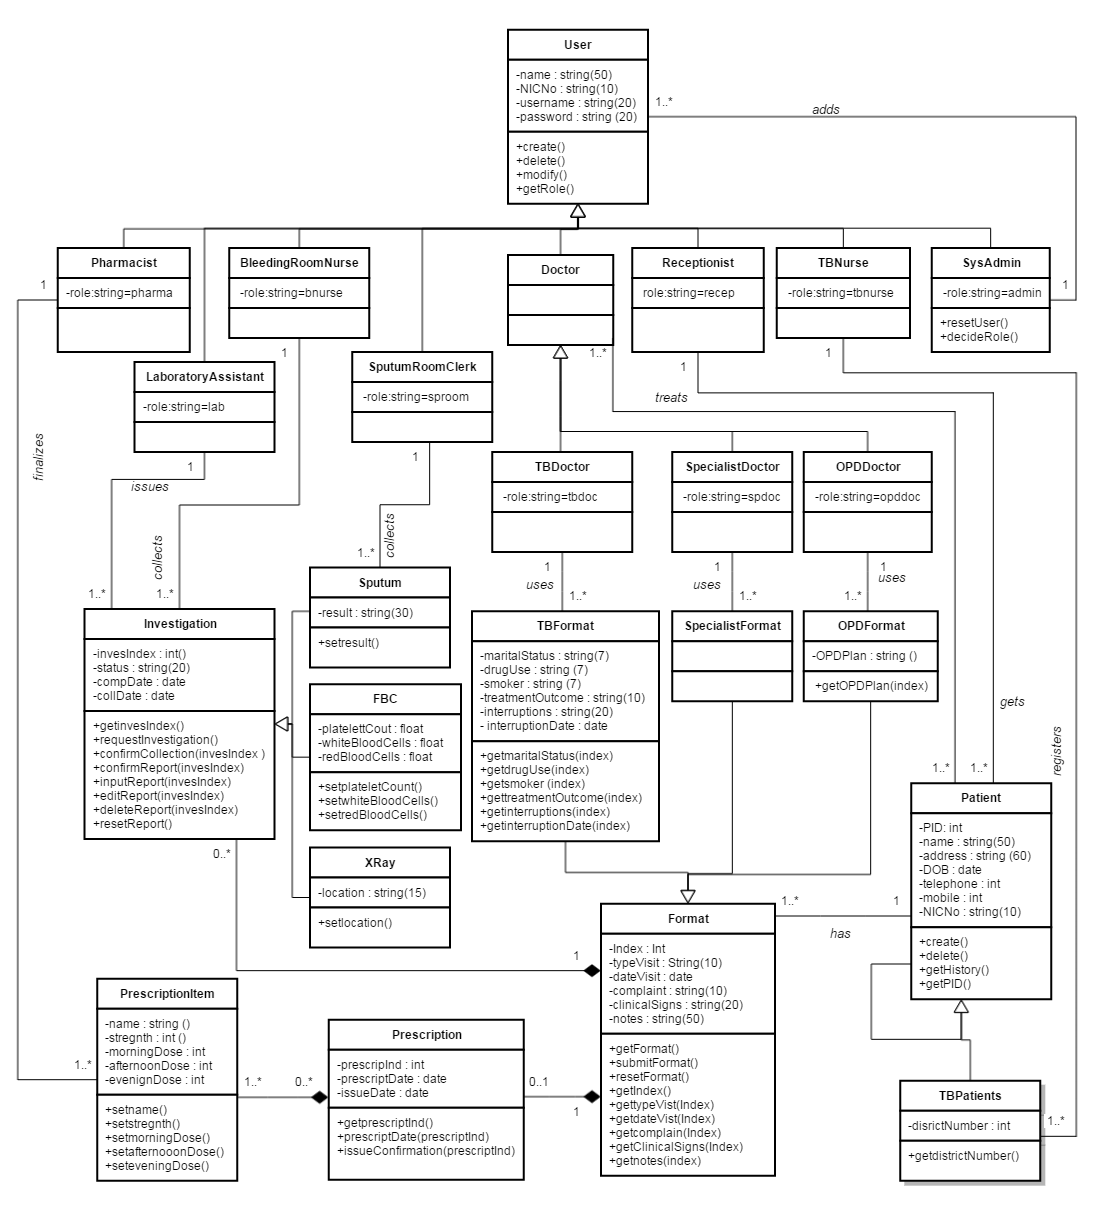 User
-name : string(50)
-NICNo : string(10)
-username : string(20)
-password : string (20)
+create()
+delete()
+modify()
+getRole()
1..*
adds
1
Pharmacist
-role:string=pharma
1
BleedingRoomNurse
-role:string=bnurse
1
Doctor
1..*
Receptionist
role:string=recep
1
TBNurse
-role:string=tbnurse
1
SysAdmin
-role:string=admin
+resetUser()
+decideRole()
LaboratoryAssistant
-role:string=lab
1
SputumRoomClerk
-role:string=sproom
1
treats
finalizes
issues
collects
collects
1..*
1..*
1..*
TBDoctor
-role:string=tbdoc
1
uses
1..*
SpecialistDoctor
-role:string=spdoc
1
uses
1..*
OPDDoctor
-role:string=opddoc
1
uses
1..*
Sputum
-result : string(30)
+setresult()
Investigation
-invesIndex : int()
-status : string(20)
-compDate : date
-collDate : date
+getinvesIndex()
+requestInvestigation()
+confirmCollection(invesIndex )
+confirmReport(invesIndex)
+inputReport(invesIndex)
+editReport(invesIndex)
+deleteReport(invesIndex)
+resetReport()
0..*
FBC
-platelettCout : float
-whiteBloodCells : float
-redBloodCells : float
+setplateletCount()
+setwhiteBloodCells()
+setredBloodCells()
XRay
-location : string(15)
+setlocation()
TBFormat
-maritalStatus : string(7)
-drugUse : string (7)
-smoker : string (7)
-treatmentOutcome : string(10)
-interruptions : string(20)
- interruptionDate : date
+getmaritalStatus(index)
+getdrugUse(index)
+getsmoker (index)
+gettreatmentOutcome(index)
+getinterruptions(index)
+getinterruptionDate(index)
SpecialistFormat
OPDFormat
-OPDPlan : string ()
+getOPDPlan(index)
gets
registers
1..*
1..*
Patient
-PID: int
-name : string(50)
-address : string (60)
-DOB : date
-telephone : int
-mobile : int
-NICNo : string(10)
+create()
+delete()
+getHistory()
+getPID()
1..*
1
has
Format
-Index : Int
-typeVisit : String(10)
-dateVisit : date
-complaint : string(10)
-clinicalSigns : string(20)
-notes : string(50)
+getFormat()
+submitFormat()
+resetFormat()
+getIndex()
+gettypeVist(Index)
+getdateVist(Index)
+getcomplain(Index)
+getClinicalSigns(Index)
+getnotes(index)
1
PrescriptionItem
-name : string ()
-stregnth : int ()
-morningDose : int
-afternoonDose : int
-evenignDose : int
+setname()
+setstregnth()
+setmorningDose()
+setafternooonDose()
+seteveningDose()
1..*
1..*
0..*
Prescription
-prescripInd : int
-prescriptDate : date
-issueDate : date
+getprescriptInd()
+prescriptDate(prescriptInd)
+issueConfirmation(prescriptInd)
0..1
1
TBPatients
-disrictNumber : int
+getdistrictNumber()
1..*